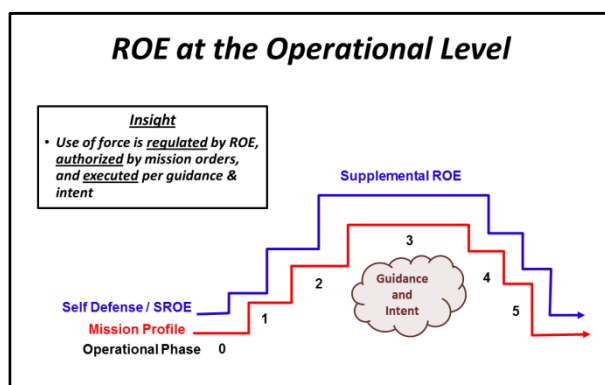 ROE at the Operational Level
Insight
• Use of force is regulated by ROE,
authorized by mission orders,
and executed per guidance &
intent
Supplemental ROE
3
2
Guidance
and
Intent
4
Self Defense / SROE
1
5
Mission Profile
Operational Phase 0